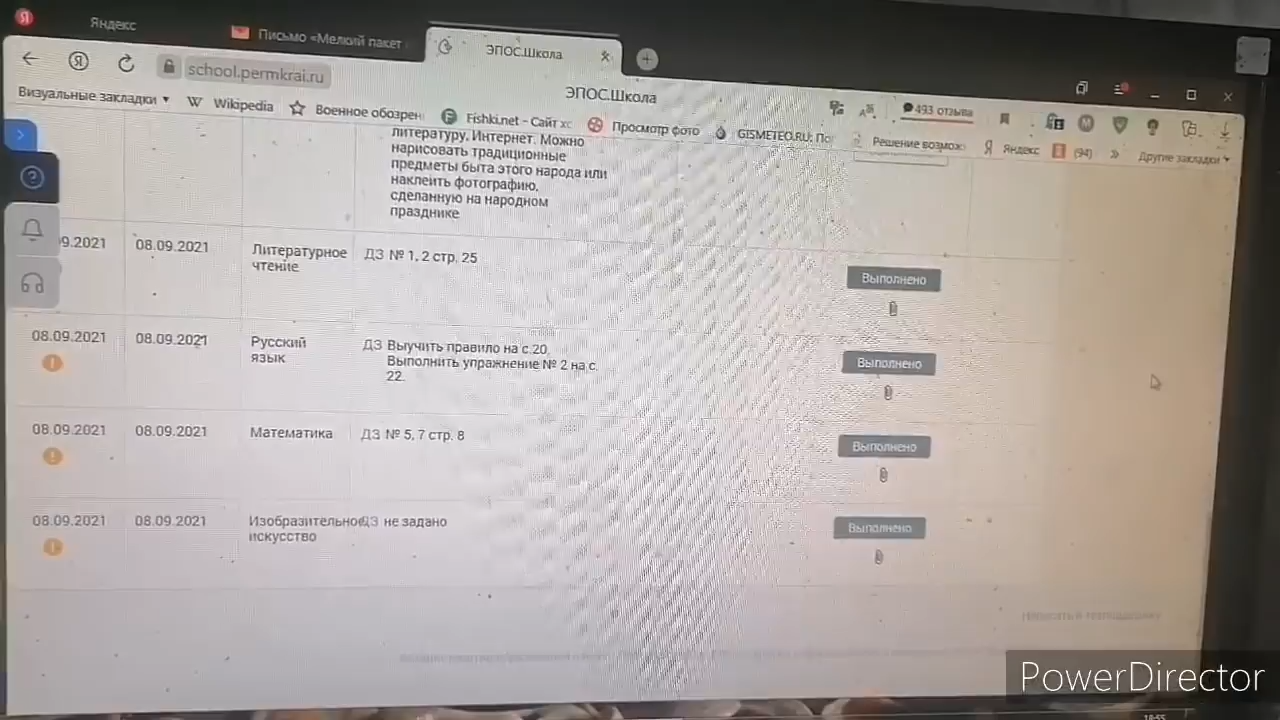 Яндекс
Письмо «Мелкий пакет
ЭПОС.Школа
school.permkrai.ru
ЭПОС.Школа
493 отзыва
Визуальные закладки
Wikipedia
Военное обозрен
Fishki.net - Сайт хс
Просмотр фото
GISMETEO.RU: По
Решение возмож
Яндекс
(94)
Другие закладки
литературу. Интернет. Можно
нарисовать традиционные
предметы быта этого народа или
наклеить фотографию,
сделанную на народном
празднике
09.2021 08.09.2021 Литературное ДЗ № 1, 2 стр. 25
чтение
Выполнено
08.09.2021 08.09.2021 Русский ДЗ Выучить правило на с.20.
язык Выполнить упражнение № 2 на с.
22.
Выполнено
08.09.2021 08.09.2021 Математика ДЗ № 5, 7 стр. 8
Выполнено
08.09.2021 08.09.2021 Изобразительное ДЗ не задано
искусство
Выполнено
PowerDirector
18:55